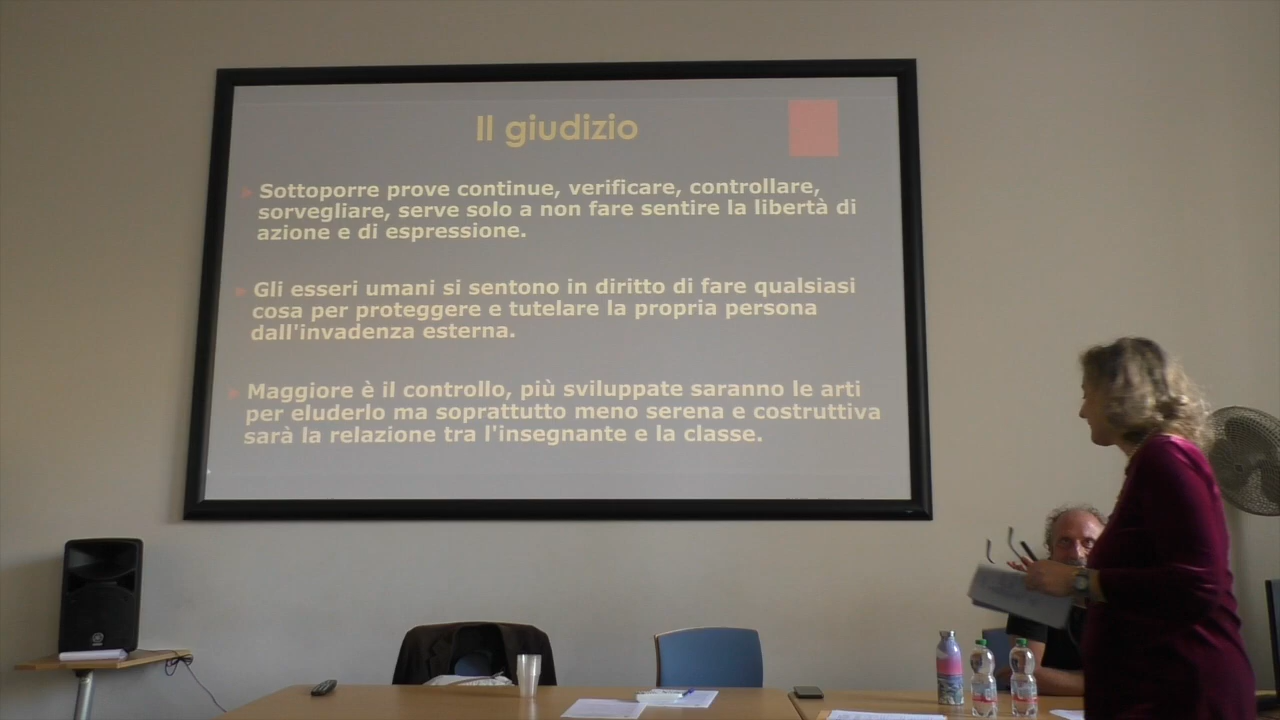 Il giudizio
Sottoporre prove continue, verificare, controllare,
sorvegliare, serve solo a non fare sentire la libertà di
azione e di espressione.
Gli esseri umani si sentono in diritto di fare qualsiasi
cosa per proteggere e tutelare la propria persona
dall'invadenza esterna.
Maggiore è il controllo, più sviluppate saranno le arti
per eluderlo ma soprattutto meno serena e costruttiva
sarà la relazione tra l'insegnante e la classe.